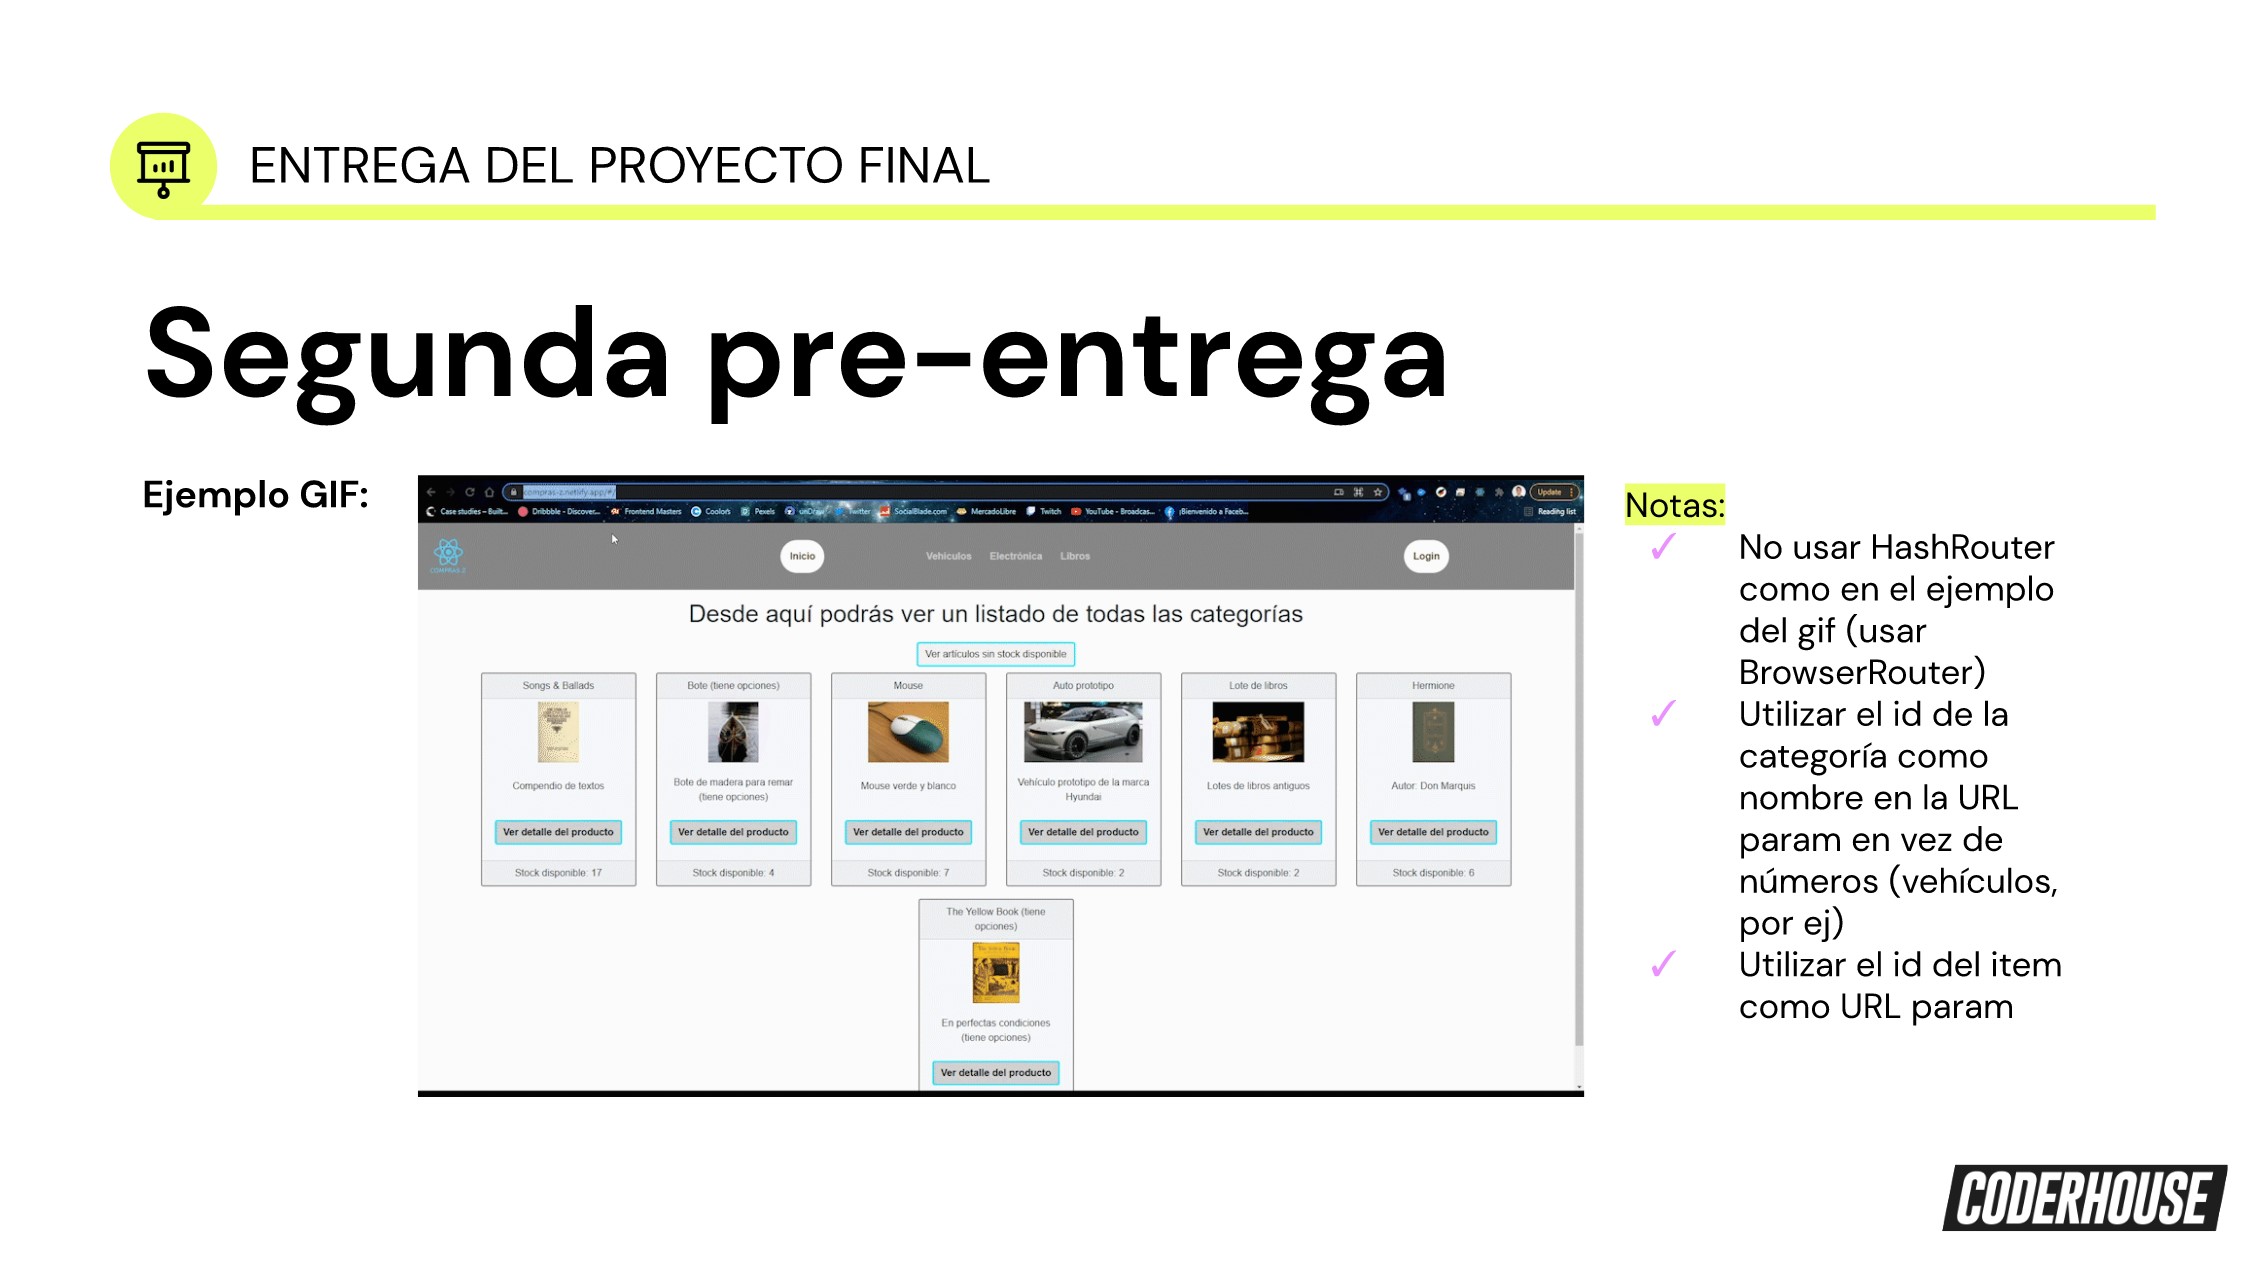 ENTREGA DEL PROYECTO FINAL
Segunda pre-entrega
Ejemplo GIF:
compras-z.netlify.app/#/
Update
Case studies – Built...
Dribbble - Discover...
Frontend Masters
Coolors
Pexels
unDraw
Twitter
SocialBlade.com
MercadoLibre
Twitch
YouTube - Broadcas...
¡Bienvenido a Faceb...
Reading list
COMPRAS-Z
Inicio
Vehículos
Electrónica
Libros
Login
Desde aquí podrás ver un listado de todas las categorías
Ver artículos sin stock disponible
Songs & Ballads
Compendio de textos
Ver detalle del producto
Stock disponible: 17
Bote (tiene opciones)
Bote de madera para remar
(tiene opciones)
Ver detalle del producto
Stock disponible: 4
Mouse
Mouse verde y blanco
Ver detalle del producto
Stock disponible: 7
Auto prototipo
Vehículo prototipo de la marca
Hyundai
Ver detalle del producto
Stock disponible: 2
Lote de libros
Lotes de libros antiguos
Ver detalle del producto
Stock disponible: 2
Hermione
Autor: Don Marquis
Ver detalle del producto
Stock disponible: 6
The Yellow Book (tiene
opciones)
En perfectas condiciones
(tiene opciones)
Ver detalle del producto
Notas:
✓ No usar HashRouter
como en el ejemplo
del gif (usar
BrowserRouter)
✓ Utilizar el id de la
categoría como
nombre en la URL
param en vez de
números (vehículos,
por ej)
✓ Utilizar el id del item
como URL param
CODERHOUSE